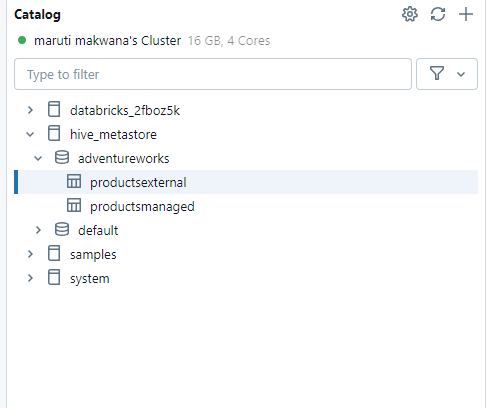 Catalog
maruti makwana's Cluster 16 GB, 4 Cores
Type to filter
databricks_2fboz5k
hive_metastore
adventureworks
productsexternal
productsmanaged
default
samples
system